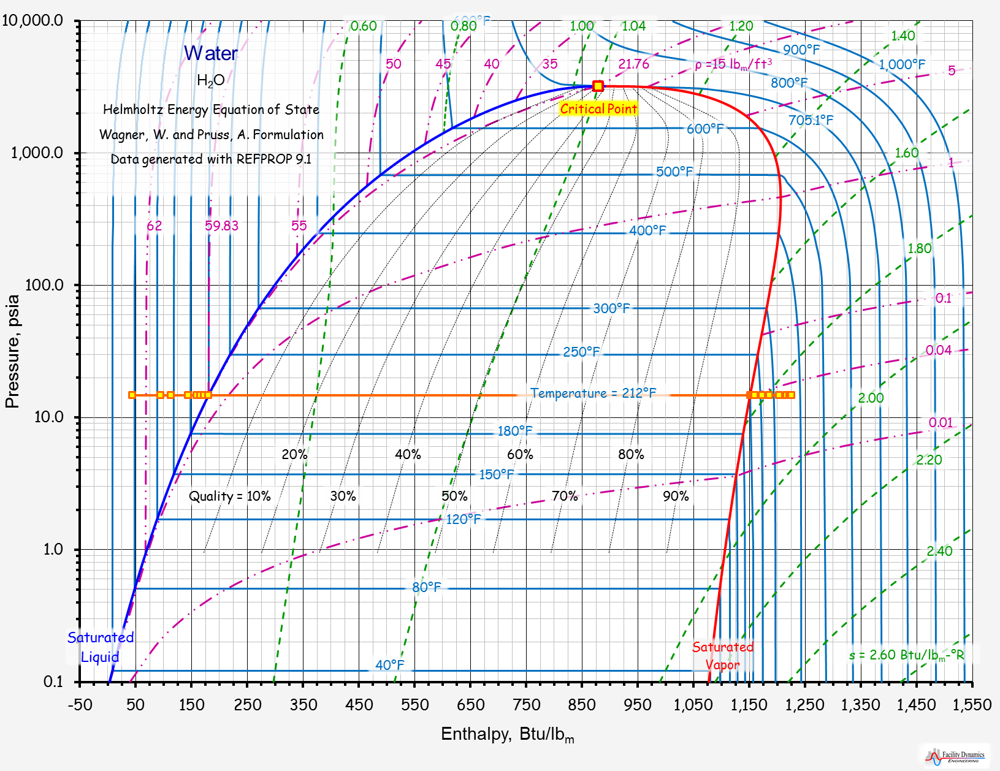 10,000.0
0.60
600°F
0.80
1.00
1.04
1.20
1.40
Water
900°F
H2O
50
45
40
35
21.76
ρ =15 lbm/ft3
1,000°F
5
800°F
Helmholtz Energy Equation of State
Critical Point
705.1°F
Wagner, W. and Pruss, A. Formulation
600°F
1,000.0
Data generated with REFPROP 9.1
1.60
1
500°F
62
59.83
55
400°F
1.80
100.0
0.1
300°F
250°F
0.04
Pressure, psia
Temperature = 212°F
2.00
10.0
0.01
180°F
20%
40%
60%
80%
2.20
150°F
Quality = 10%
30%
50%
70%
90%
120°F
1.0
2.40
80°F
Saturated
Liquid
Saturated
Vapor
s = 2.60 Btu/lbm-°R
40°F
0.1
-50
50
150
250
350
450
550
650
750
850
950
1,050
1,150
1,250
1,350
1,450
1,550
Enthalpy, Btu/lbm
Facility Dynamics
ENGINEERING